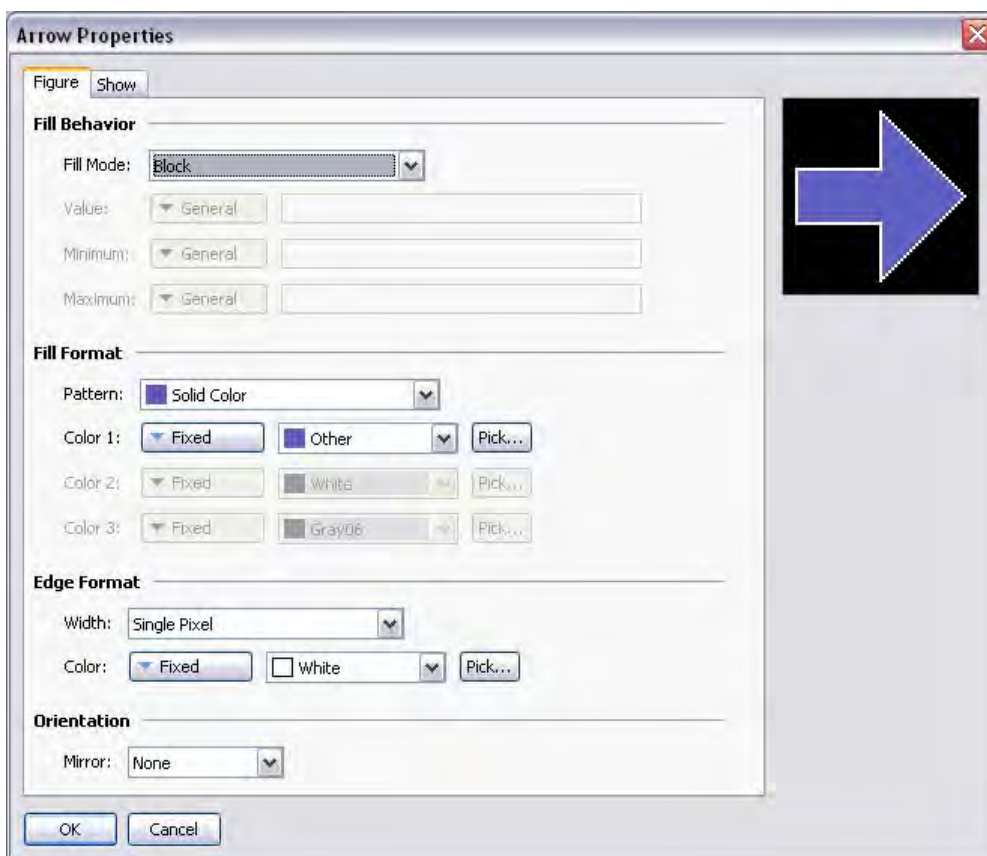 Arrow Properties
Figure Show
Fill Behavior
Fill Mode: Block
Value: General
Minimum: General
Maximum: General
Fill Format
Pattern: Solid Color
Color 1: Fixed Other Pick...
Color 2: Fixed White Pick...
Color 3: Fixed Gray06 Pick...
Edge Format
Width: Single Pixel
Color: Fixed White Pick...
Orientation
Mirror: None
OK Cancel